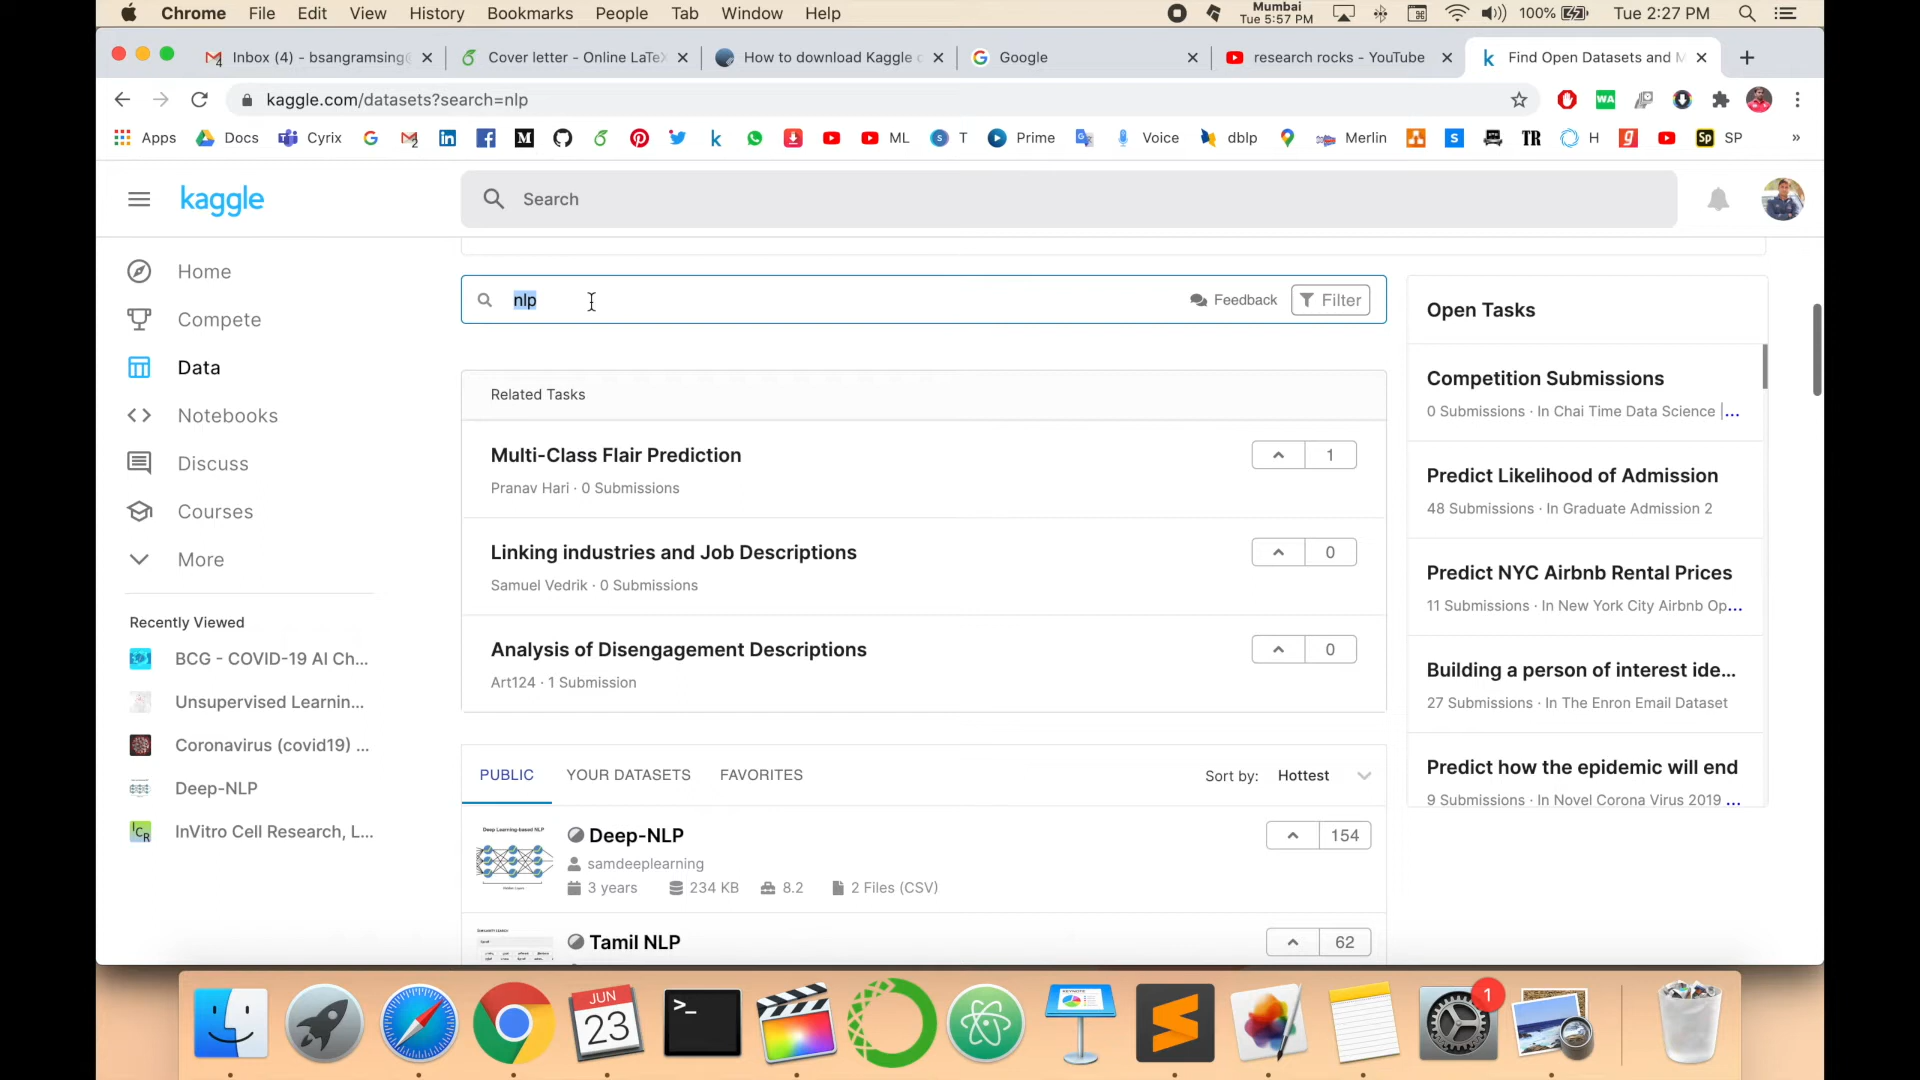 Chrome File Edit View History Bookmarks People Tab Window Help
Mumbai
Tue 5:57 PM
100%
Tue 2:27 PM
Inbox (4) - bsangramsing
Cover letter - Online LaTeX
How to download Kaggle
Google
research rocks - YouTube
Find Open Datasets and M
kaggle.com/datasets?search=nlp
WA
Apps
Docs
Cyrix
ML
T
Prime
Voice
dblp
Merlin
TR
H
Sp
SP
»
kaggle
Search
Home
Compete
Data
Notebooks
Discuss
Courses
More
Recently Viewed
BCG - COVID-19 AI Ch...
Unsupervised Learnin...
Coronavirus (covid19) ...
Deep-NLP
InVitro Cell Research, L...
nlp
Feedback
Filter
Related Tasks
Multi-Class Flair Prediction
1
Pranav Hari · 0 Submissions
Linking industries and Job Descriptions
0
Samuel Vedrik · 0 Submissions
Analysis of Disengagement Descriptions
0
Art124 · 1 Submission
PUBLIC
YOUR DATASETS
FAVORITES
Sort by: Hottest
Deep Learning-based NLP
Deep-NLP
154
samdeeplearning
3 years
234 KB
8.2
2 Files (CSV)
Tamil NLP
62
Open Tasks
Competition Submissions
0 Submissions · In Chai Time Data Science |...
Predict Likelihood of Admission
48 Submissions · In Graduate Admission 2
Predict NYC Airbnb Rental Prices
11 Submissions · In New York City Airbnb Op...
Building a person of interest ide...
27 Submissions · In The Enron Email Dataset
Predict how the epidemic will end
9 Submissions · In Novel Corona Virus 2019 ...
JUN
23
KEYNOTE
1